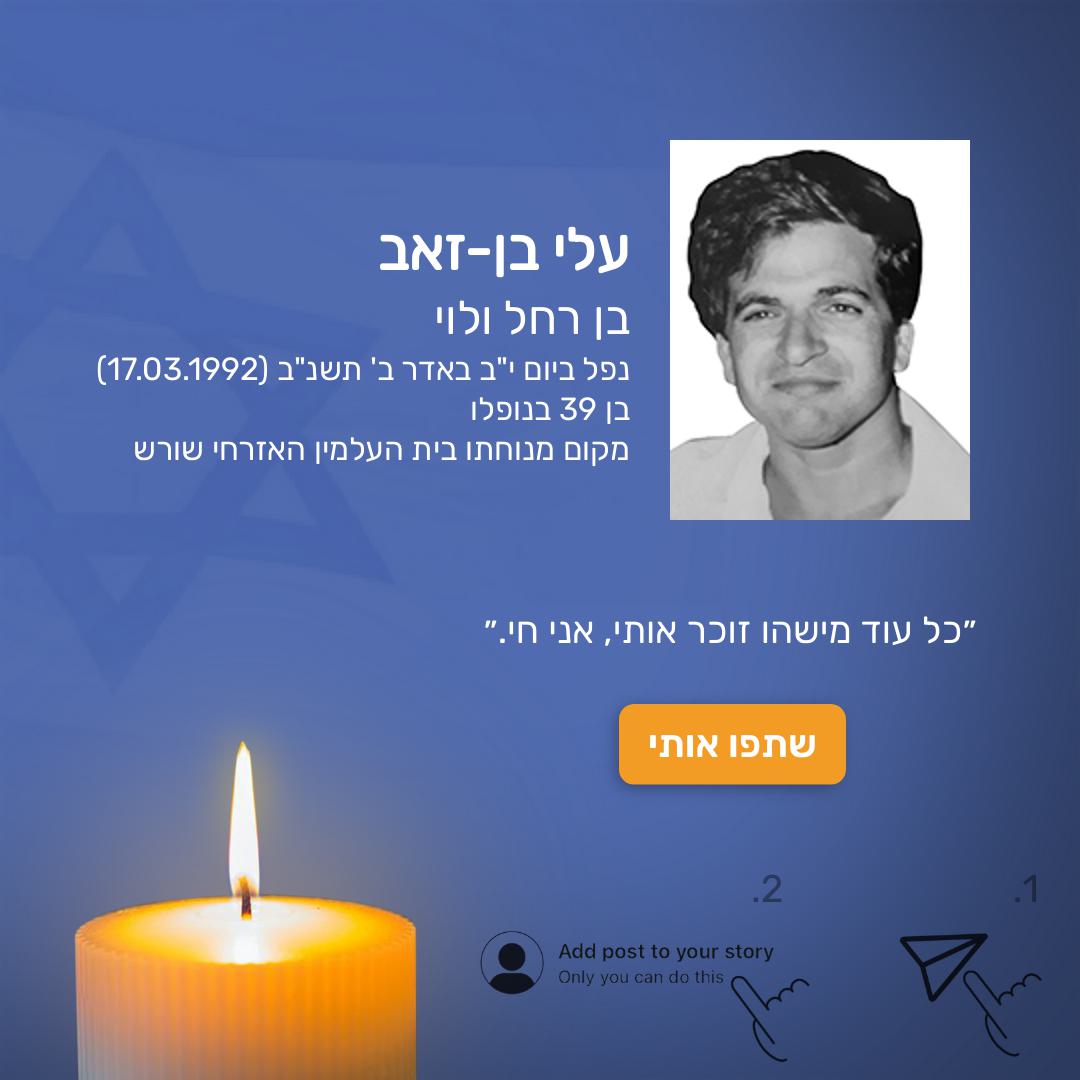 עלי בן-זאב
בן רחל ולוי
נפל ביום י"ב באדר ב' תשנ"ב (17.03.1992)
בן 39 בנופלו
מקום מנוחתו בית העלמין האזרחי שורש
״כל עוד מישהו זוכר אותי, אני חי.״
שתפו אותי
1.
2.
Add post to your story
Only you can do this